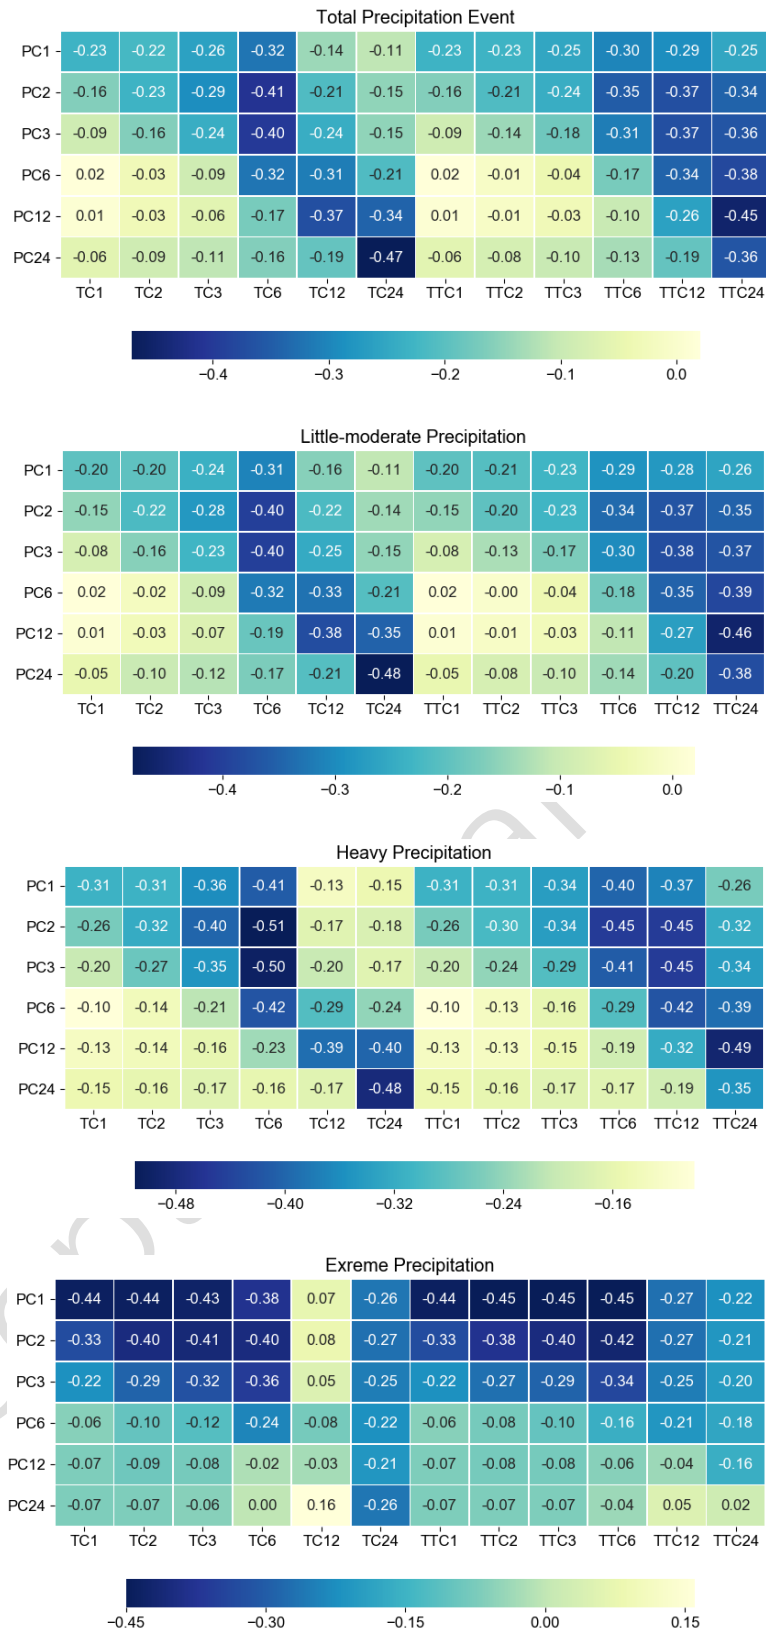 Total Precipitation Event
PC1 -0.23 -0.22 -0.26 -0.32 -0.14 -0.11 -0.23 -0.23 -0.25 -0.30 -0.29 -0.25
PC2 -0.16 -0.23 -0.29 -0.41 -0.21 -0.15 -0.16 -0.21 -0.24 -0.35 -0.37 -0.34
PC3 -0.09 -0.16 -0.24 -0.40 -0.24 -0.15 -0.09 -0.14 -0.18 -0.31 -0.37 -0.36
PC6 0.02 -0.03 -0.09 -0.32 -0.31 -0.21 0.02 -0.01 -0.04 -0.17 -0.34 -0.38
PC12 0.01 -0.03 -0.06 -0.17 -0.37 -0.34 0.01 -0.01 -0.03 -0.10 -0.26 -0.45
PC24 -0.06 -0.09 -0.11 -0.16 -0.19 -0.47 -0.06 -0.08 -0.10 -0.13 -0.19 -0.36
TC1 TC2 TC3 TC6 TC12 TC24 TTC1 TTC2 TTC3 TTC6 TTC12 TTC24
−0.4 −0.3 −0.2 −0.1 0.0
Little-moderate Precipitation
PC1 -0.20 -0.20 -0.24 -0.31 -0.16 -0.11 -0.20 -0.21 -0.23 -0.29 -0.28 -0.26
PC2 -0.15 -0.22 -0.28 -0.40 -0.22 -0.14 -0.15 -0.20 -0.23 -0.34 -0.37 -0.35
PC3 -0.08 -0.16 -0.23 -0.40 -0.25 -0.15 -0.08 -0.13 -0.17 -0.30 -0.38 -0.37
PC6 0.02 -0.02 -0.09 -0.32 -0.33 -0.21 0.02 -0.00 -0.04 -0.18 -0.35 -0.39
PC12 0.01 -0.03 -0.07 -0.19 -0.38 -0.35 0.01 -0.01 -0.03 -0.11 -0.27 -0.46
PC24 -0.05 -0.10 -0.12 -0.17 -0.21 -0.48 -0.05 -0.08 -0.10 -0.14 -0.20 -0.38
TC1 TC2 TC3 TC6 TC12 TC24 TTC1 TTC2 TTC3 TTC6 TTC12 TTC24
−0.4 −0.3 −0.2 −0.1 0.0
Heavy Precipitation
PC1 -0.31 -0.31 -0.36 -0.41 -0.13 -0.15 -0.31 -0.31 -0.34 -0.40 -0.37 -0.26
PC2 -0.26 -0.32 -0.40 -0.51 -0.17 -0.18 -0.26 -0.30 -0.34 -0.45 -0.45 -0.32
PC3 -0.20 -0.27 -0.35 -0.50 -0.20 -0.17 -0.20 -0.24 -0.29 -0.41 -0.45 -0.34
PC6 -0.10 -0.14 -0.21 -0.42 -0.29 -0.24 -0.10 -0.13 -0.16 -0.29 -0.42 -0.39
PC12 -0.13 -0.14 -0.16 -0.23 -0.39 -0.40 -0.13 -0.13 -0.15 -0.19 -0.32 -0.49
PC24 -0.15 -0.16 -0.17 -0.16 -0.17 -0.48 -0.15 -0.16 -0.17 -0.17 -0.19 -0.35
TC1 TC2 TC3 TC6 TC12 TC24 TTC1 TTC2 TTC3 TTC6 TTC12 TTC24
−0.48 −0.40 −0.32 −0.24 −0.16
Exreme Precipitation
PC1 -0.44 -0.44 -0.43 -0.38 0.07 -0.26 -0.44 -0.45 -0.45 -0.45 -0.27 -0.22
PC2 -0.33 -0.40 -0.41 -0.40 0.08 -0.27 -0.33 -0.38 -0.40 -0.42 -0.27 -0.21
PC3 -0.22 -0.29 -0.32 -0.36 0.05 -0.25 -0.22 -0.27 -0.29 -0.34 -0.25 -0.20
PC6 -0.06 -0.10 -0.12 -0.24 -0.08 -0.22 -0.06 -0.08 -0.10 -0.16 -0.21 -0.18
PC12 -0.07 -0.09 -0.08 -0.02 -0.03 -0.21 -0.07 -0.08 -0.08 -0.06 -0.04 -0.16
PC24 -0.07 -0.07 -0.06 0.00 0.16 -0.26 -0.07 -0.07 -0.07 -0.04 0.05 0.02
TC1 TC2 TC3 TC6 TC12 TC24 TTC1 TTC2 TTC3 TTC6 TTC12 TTC24
−0.45 −0.30 −0.15 0.00 0.15